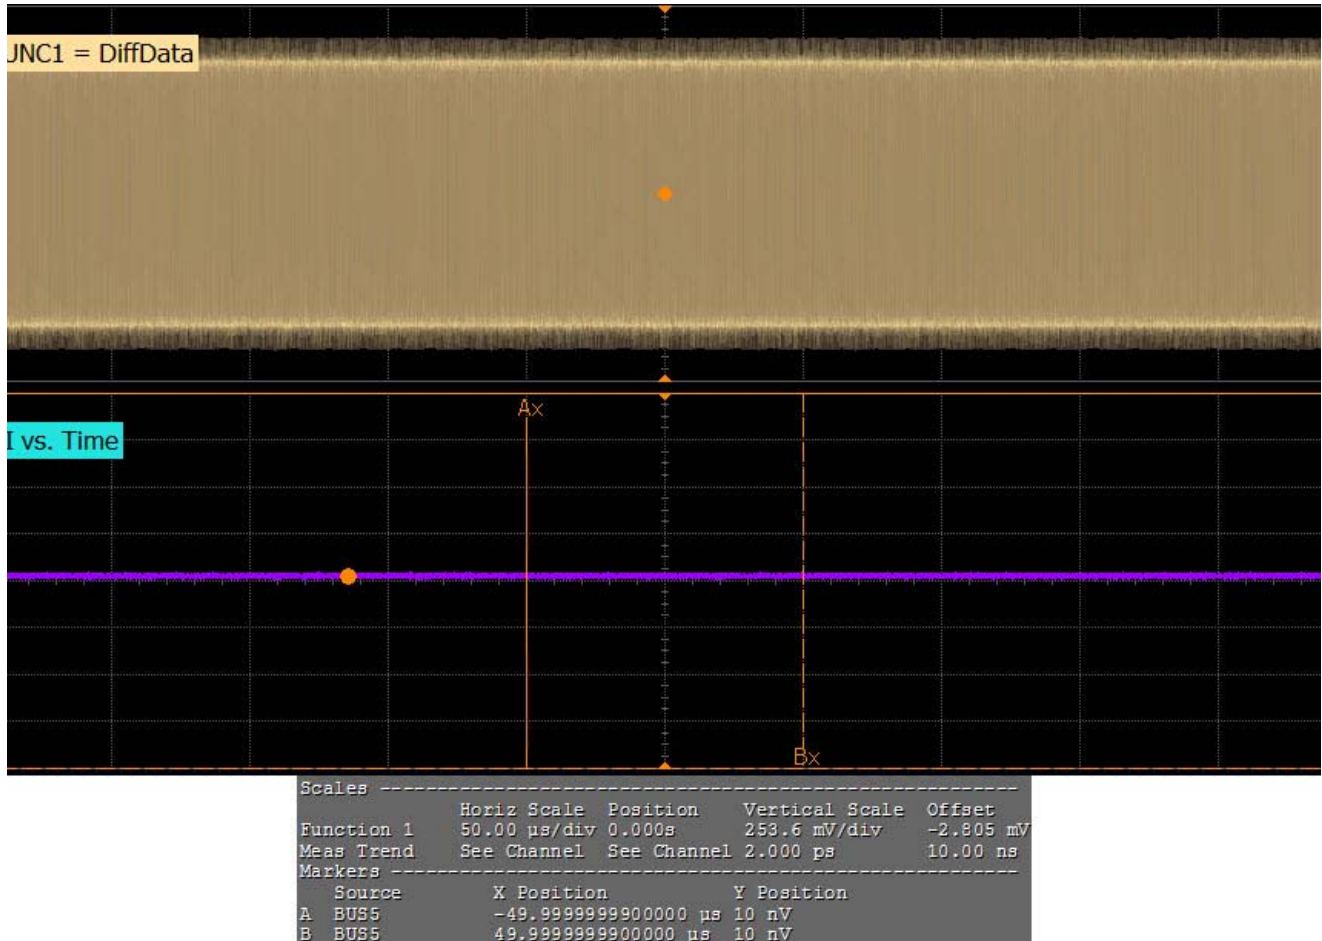 UNC1 = DiffData
Ax
I vs. Time
Bx
Scales
Horiz Scale Position Vertical Scale Offset
Function 1 50.00 µs/div 0.000s 253.6 mV/div -2.805 mV
Meas Trend See Channel See Channel 2.000 ps 10.00 ns
Markers
Source X Position Y Position
A BUS5 -49.9999999900000 µs 10 nV
B BUS5 49.9999999900000 µs 10 nV